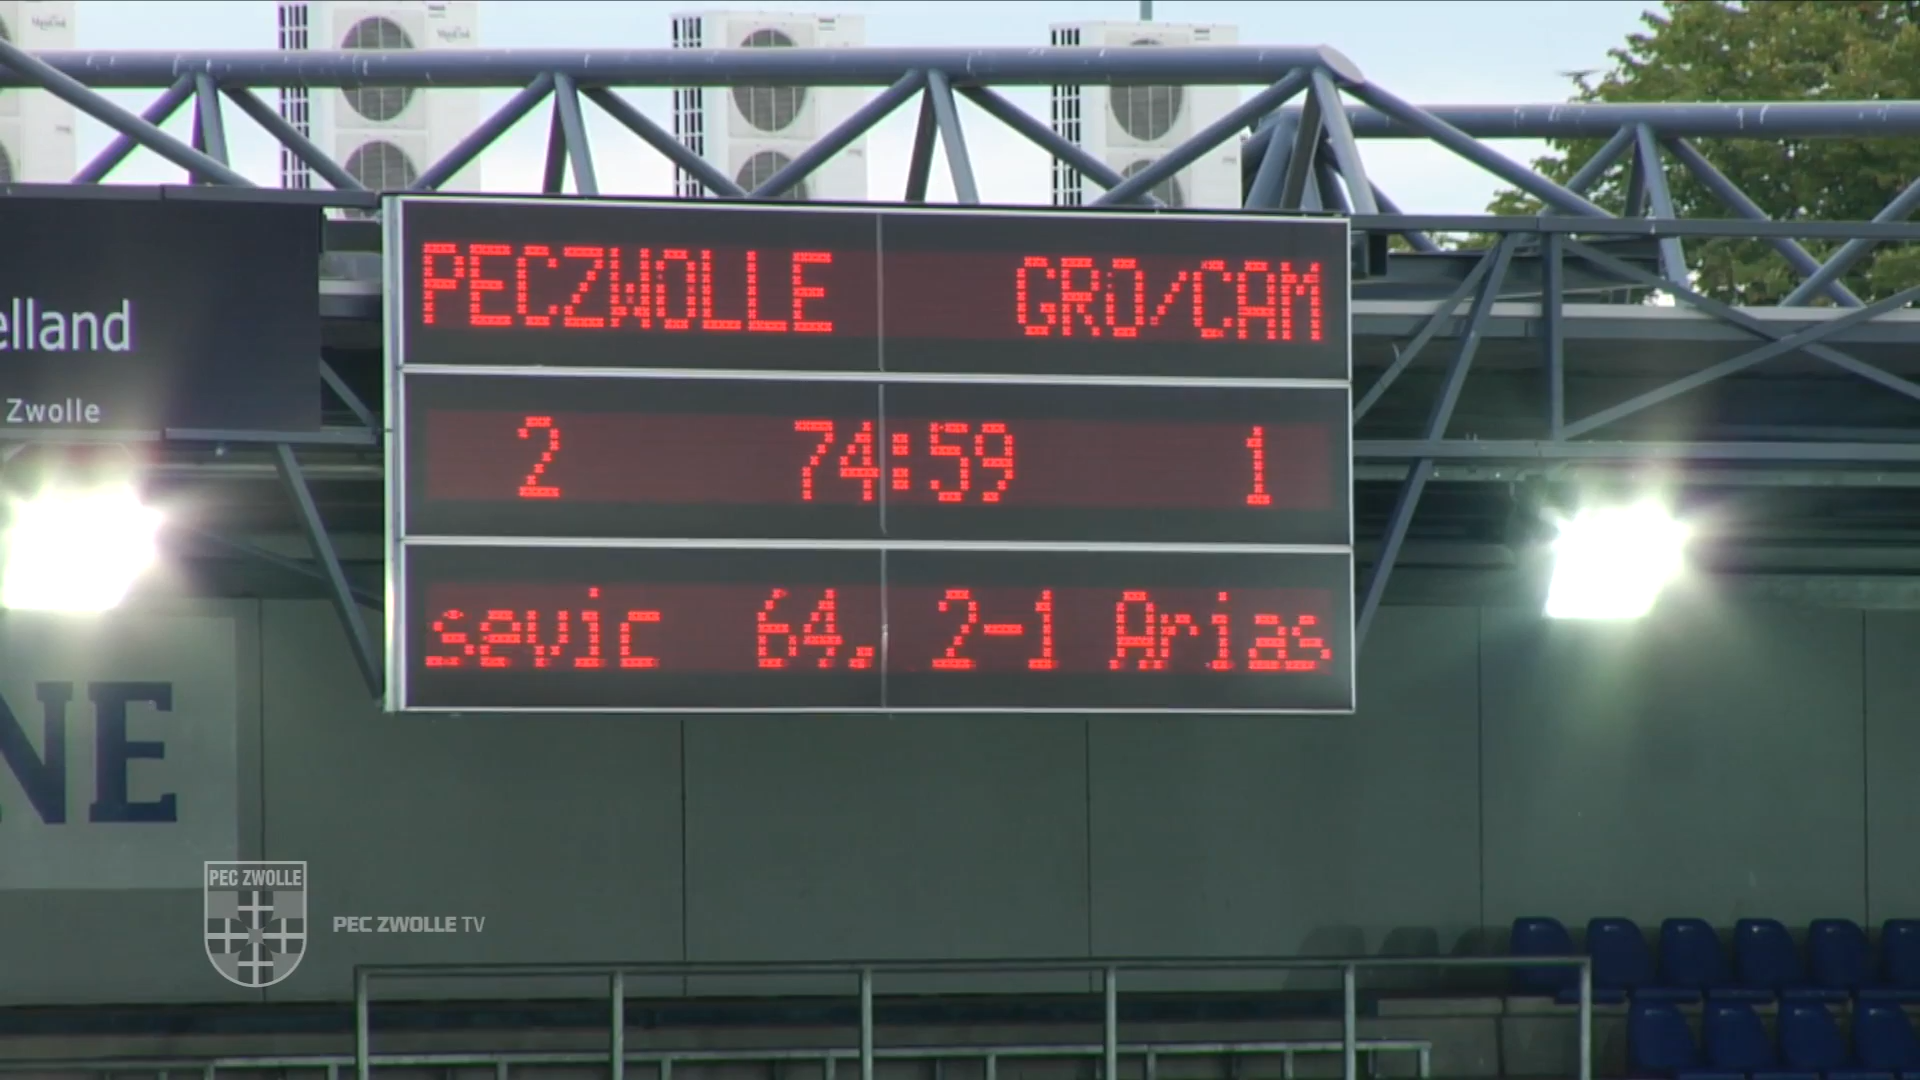 PECZWOLLE GRO/CAM
2 74:59 1
sevic 64. 2-1 Arias
elland
Zwolle
NE
PEC ZWOLLE
PEC ZWOLLE TV